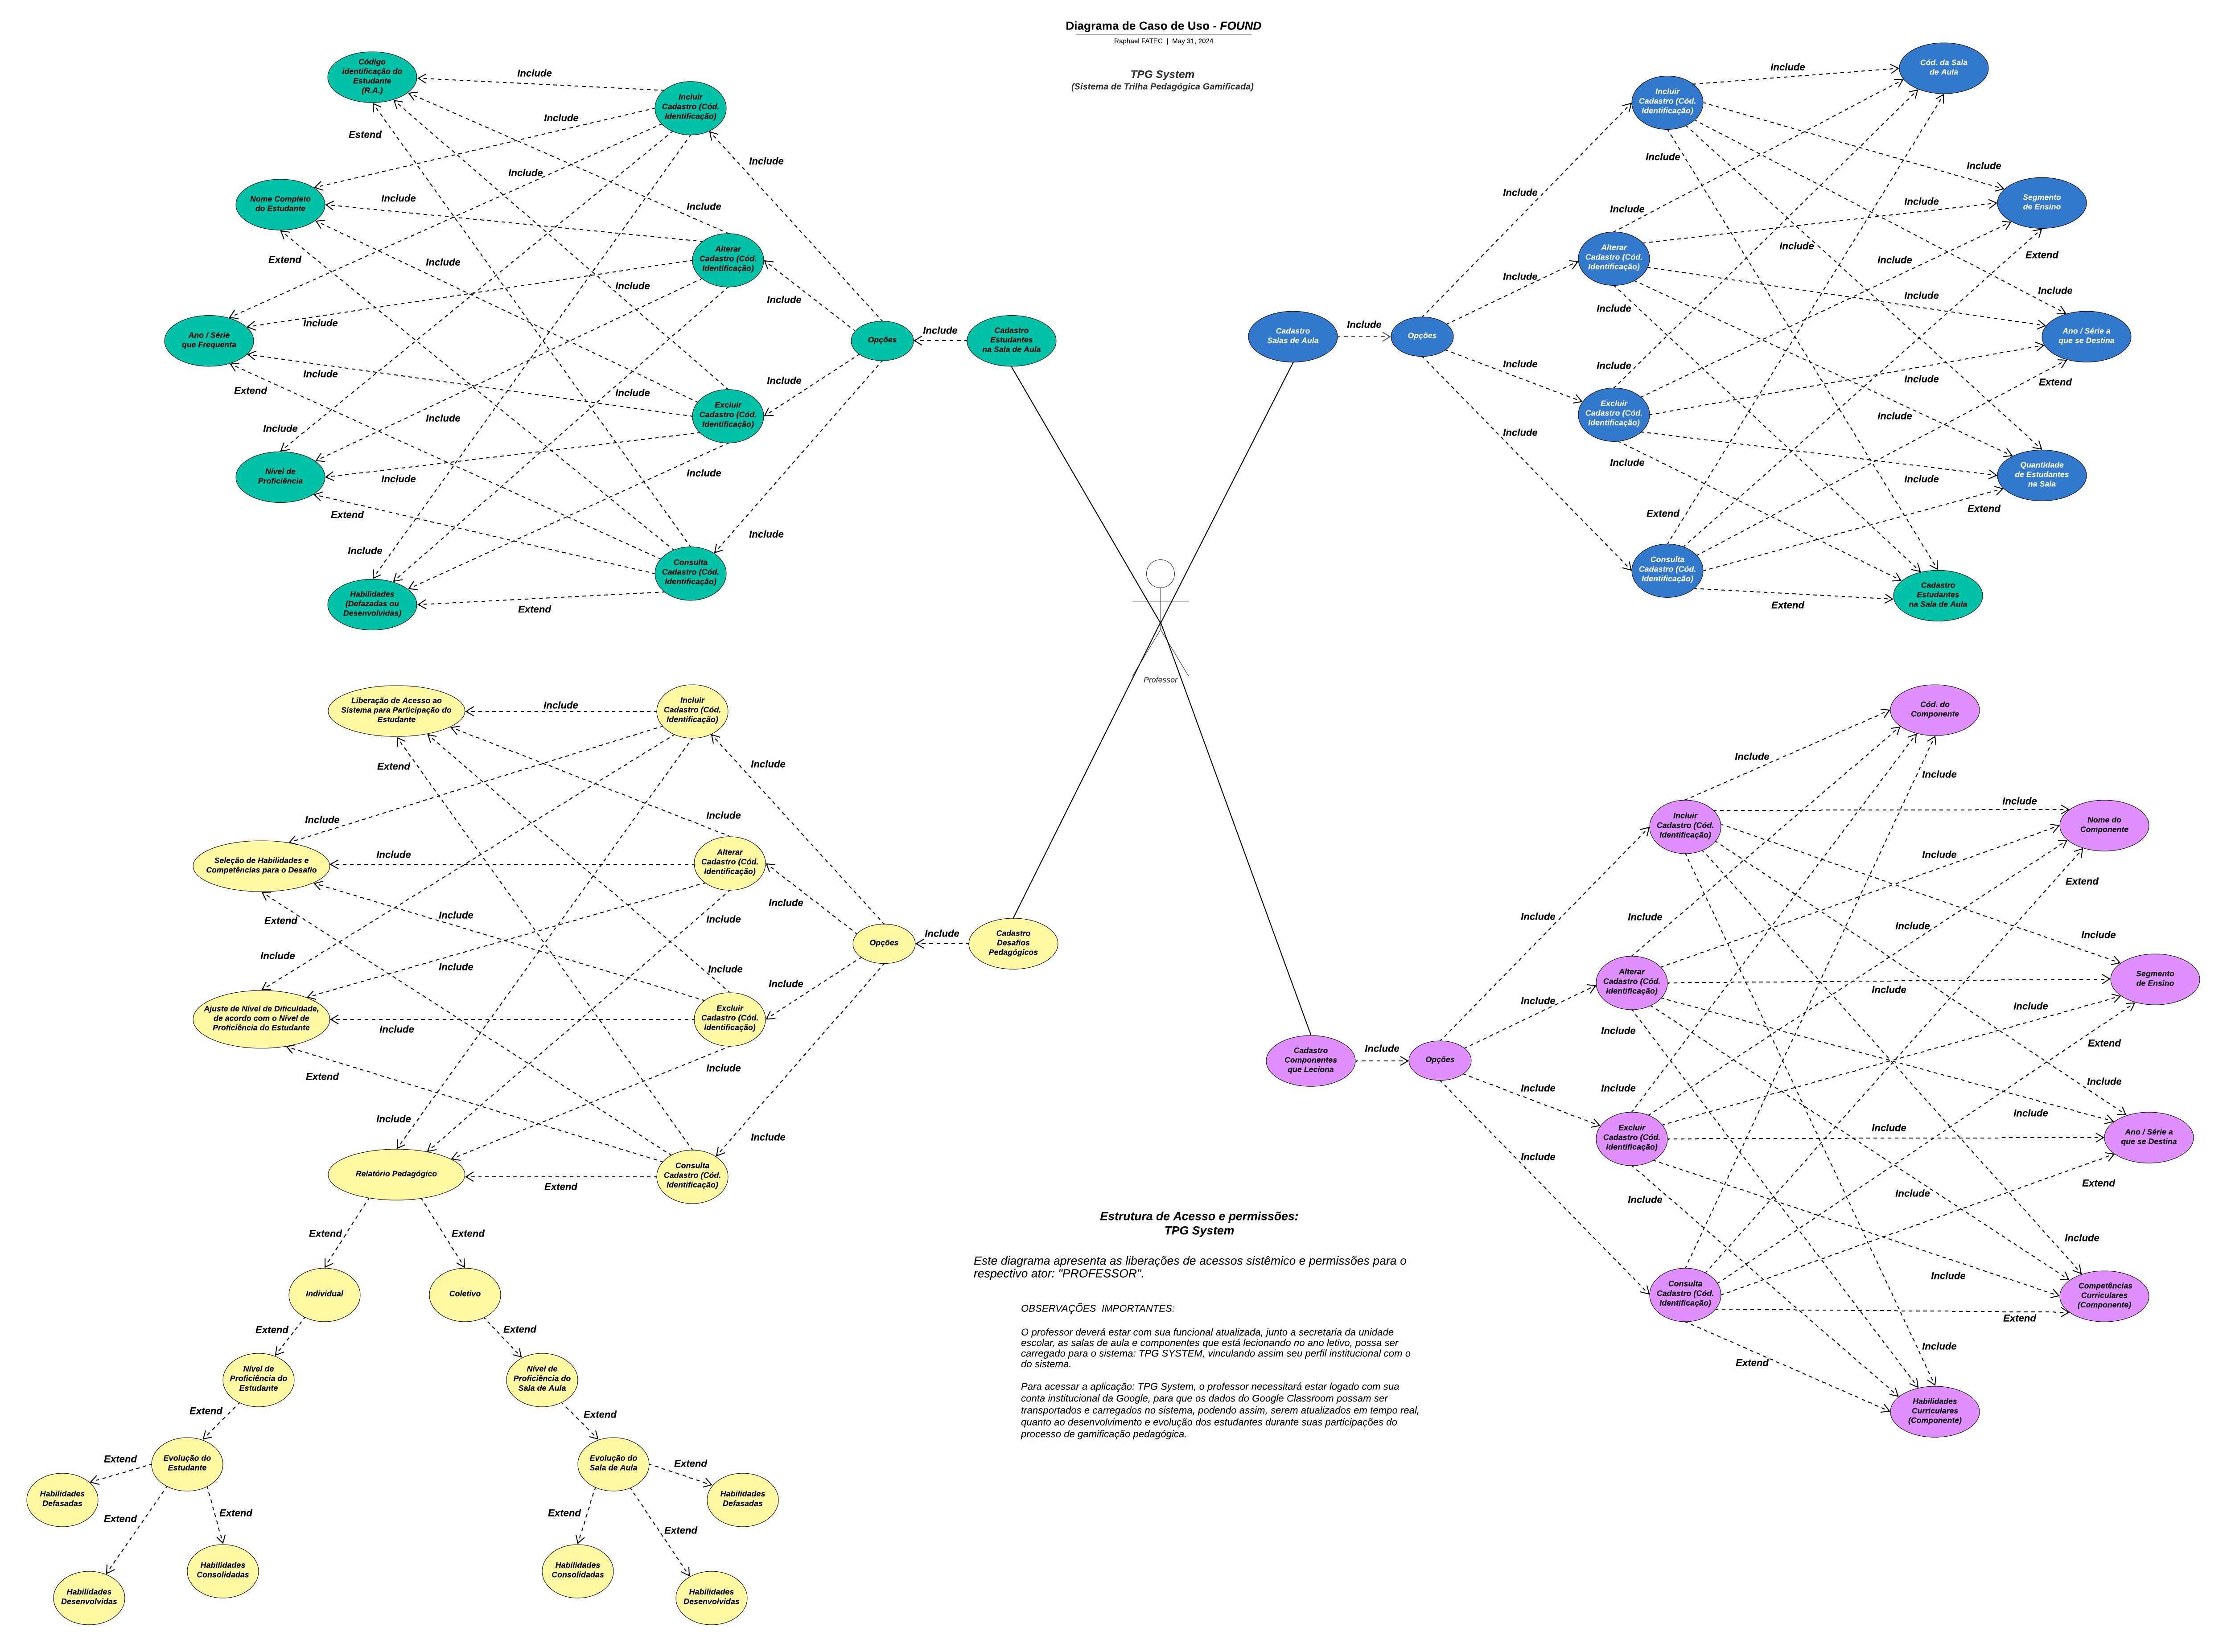 Diagrama de Caso de Uso - FOUND
Raphael FATEC | May 31, 2024
TPG System
(Sistema de Trilha Pedagógica Gamificada)
Código
identificação do
Estudante
(R.A.)
Include
Incluir
Cadastro (Cód.
Identificação)
Include
Estend
Include
Include
Nome Completo
do Estudante
Include
Include
Alterar
Cadastro (Cód.
Identificação)
Extend
Include
Include
Include
Include
Ano / Série
que Frequenta
Opções
Include
Cadastro
Estudantes
na Sala de Aula
Include
Include
Extend
Include
Excluir
Cadastro (Cód.
Identificação)
Include
Include
Nível de
Proficiência
Include
Include
Extend
Include
Include
Consulta
Cadastro (Cód.
Identificação)
Habilidades
(Defazadas ou
Desenvolvidas)
Extend
Cód. da Sala
de Aula
Include
Incluir
Cadastro (Cód.
Identificação)
Include
Include
Include
Segmento
de Ensino
Include
Include
Alterar
Cadastro (Cód.
Identificação)
Include
Extend
Include
Include
Include
Include
Include
Cadastro
Salas de Aula
Include
Opções
Ano / Série a
que se Destina
Include
Include
Include
Extend
Excluir
Cadastro (Cód.
Identificação)
Include
Include
Include
Quantidade
de Estudantes
na Sala
Include
Extend
Extend
Consulta
Cadastro (Cód.
Identificação)
Extend
Cadastro
Estudantes
na Sala de Aula
Professor
Liberação de Acesso ao
Sistema para Participação do
Estudante
Include
Incluir
Cadastro (Cód.
Identificação)
Extend
Include
Include
Include
Seleção de Habilidades e
Competências para o Desafio
Include
Alterar
Cadastro (Cód.
Identificação)
Include
Extend
Include
Include
Opções
Include
Cadastro
Desafios
Pedagógicos
Include
Include
Include
Include
Ajuste de Nível de Dificuldade,
de acordo com o Nível de
Proficiência do Estudante
Include
Excluir
Cadastro (Cód.
Identificação)
Extend
Include
Include
Include
Relatório Pedagógico
Extend
Consulta
Cadastro (Cód.
Identificação)
Extend
Extend
Individual
Coletivo
Extend
Extend
Nível de
Proficiência do
Estudante
Nível de
Proficiência do
Sala de Aula
Extend
Extend
Evolução do
Estudante
Evolução do
Sala de Aula
Extend
Extend
Habilidades
Defasadas
Habilidades
Defasadas
Extend
Extend
Extend
Extend
Habilidades
Consolidadas
Habilidades
Consolidadas
Habilidades
Desenvolvidas
Habilidades
Desenvolvidas
Cód. do
Componente
Include
Include
Incluir
Cadastro (Cód.
Identificação)
Include
Nome do
Componente
Include
Extend
Include
Include
Include
Include
Alterar
Cadastro (Cód.
Identificação)
Segmento
de Ensino
Include
Include
Include
Include
Extend
Cadastro
Componentes
que Leciona
Include
Opções
Include
Include
Include
Include
Excluir
Cadastro (Cód.
Identificação)
Include
Ano / Série a
que se Destina
Include
Extend
Include
Include
Include
Include
Consulta
Cadastro (Cód.
Identificação)
Competências
Curriculares
(Componente)
Extend
Include
Extend
Habilidades
Curriculares
(Componente)
Estrutura de Acesso e permissões:
TPG System
Este diagrama apresenta as liberações de acessos sistêmico e permissões para o
respectivo ator: "PROFESSOR".
OBSERVAÇÕES IMPORTANTES:
O professor deverá estar com sua funcional atualizada, junto a secretaria da unidade
escolar, as salas de aula e componentes que está lecionando no ano letivo, possa ser
carregado para o sistema: TPG SYSTEM, vinculando assim seu perfil institucional com o
do sistema.
Para acessar a aplicação: TPG System, o professor necessitará estar logado com sua
conta institucional da Google, para que os dados do Google Classroom possam ser
transportados e carregados no sistema, podendo assim, serem atualizados em tempo real,
quanto ao desenvolvimento e evolução dos estudantes durante suas participações do
processo de gamificação pedagógica.